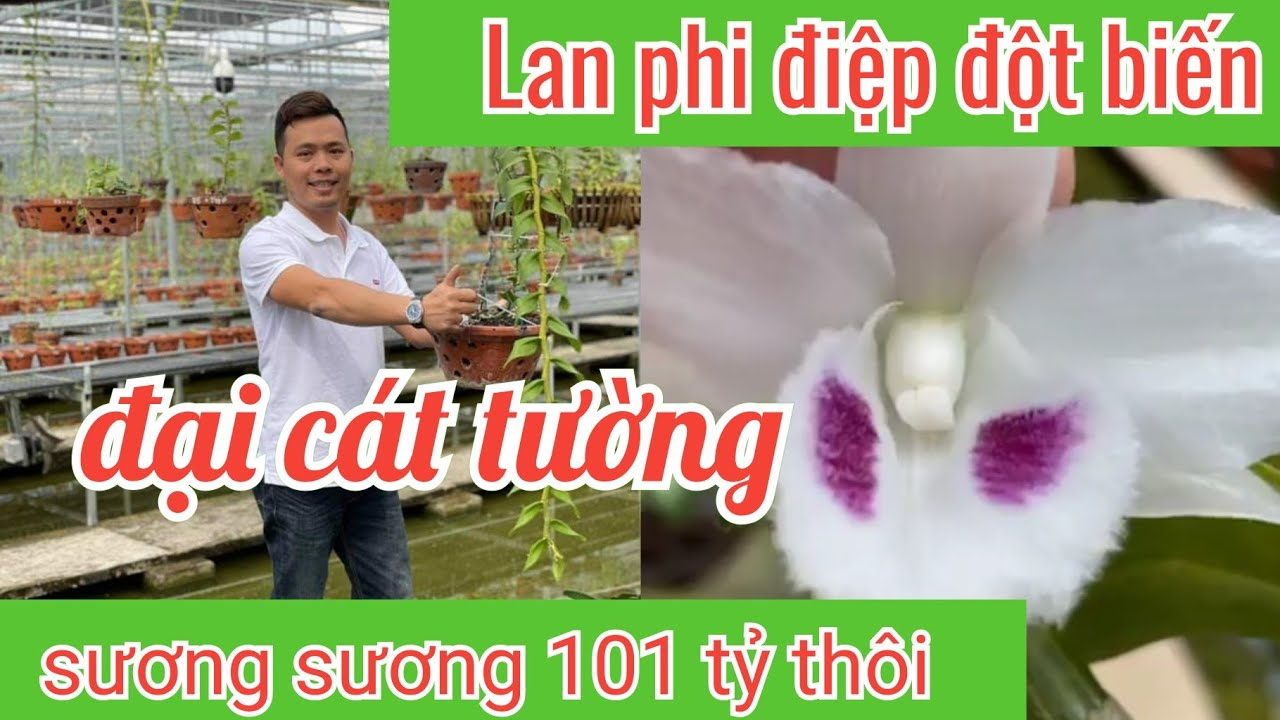 Lan phi điệp đột biến
đại cát tường
sương sương 101 tỷ thôi